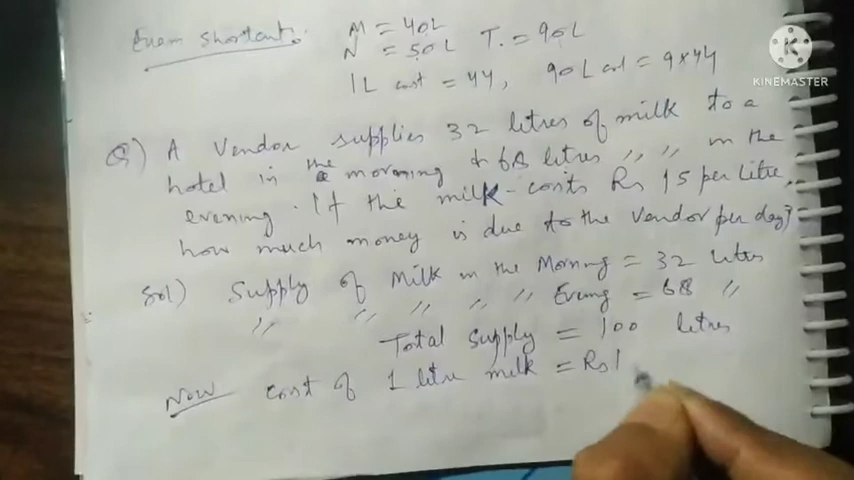 Exam Shortcut:
M = 40L
N = 50L T. = 90L
1L cost = 44, 90L cost = 9×44
KINEMASTER
Q) A Vendor supplies 32 litres of milk to a
hotel in the morning & 68 litres " " in the
evening. If the milk costs Rs 15 per litre,
how much money is due to the vendor per day?
Sol) Supply of Milk in the Morning = 32 litres
" " " " " Evening = 68 "
Total Supply = 100 litres
Now cost of 1 litre milk = Rs 1